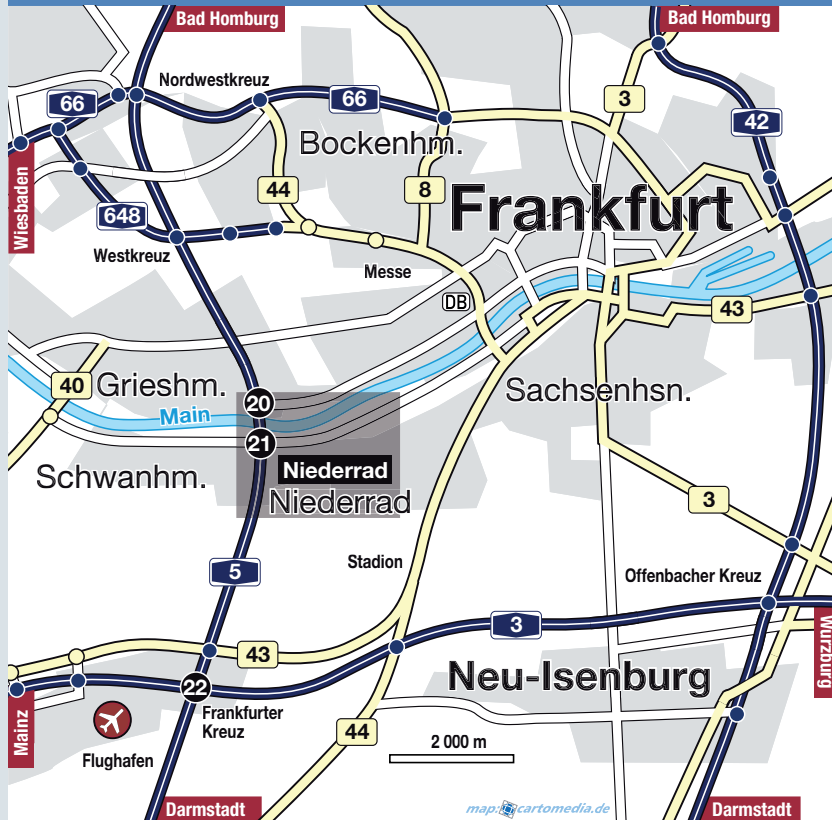 Bad Homburg
Bad Homburg
Nordwestkreuz
66
66
3
42
Bockenhm.
Wiesbaden
44
8
Frankfurt
648
Westkreuz
Messe
DB
43
40
Grieshm.
20
Sachsenhsn.
Main
21
Schwanhm.
Niederrad
Niederrad
3
Stadion
5
Offenbacher Kreuz
3
43
Würzburg
Neu-Isenburg
22
Frankfurter
Kreuz
Mainz
44
2 000 m
Flughafen
Darmstadt
map: cartomedia.de
Darmstadt